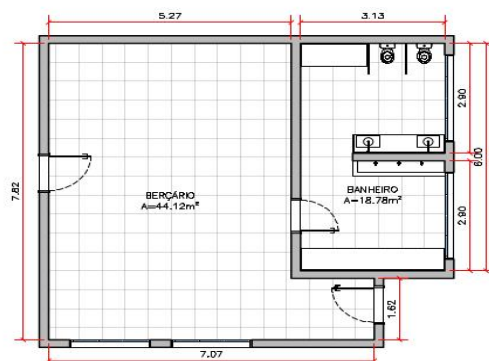 5.27
3.13
2.90
6.00
7.82
BERÇÁRIO
A=44.12m²
BANHEIRO
A=18.78m²
2.90
1.62
7.07